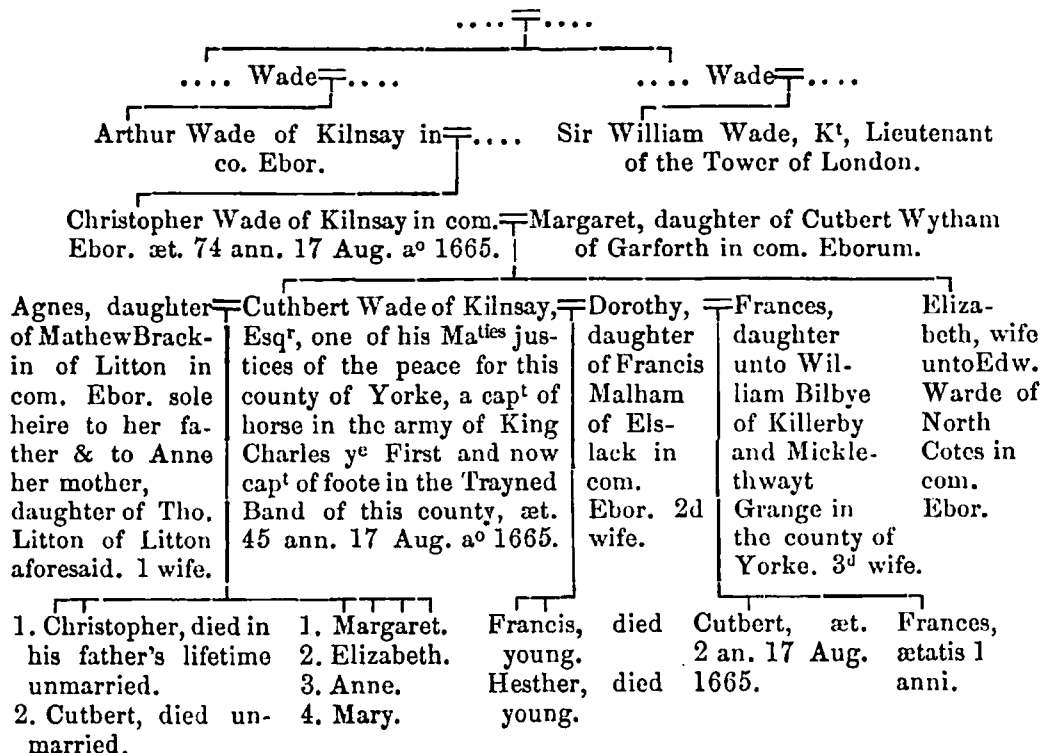 .... = ....
.... Wade = ....
.... Wade = ....
Arthur Wade of Kilnsay in = ....
co. Ebor.
Sir William Wade, Kᵗ, Lieutenant
of the Tower of London.
Christopher Wade of Kilnsay in com. =
Ebor. æt. 74 ann. 17 Aug. aº 1665.
Margaret, daughter of Cutbert Wytham
of Garforth in com. Eborum.
Agnes, daughter =
of Mathew Brack-
in of Litton in
com. Ebor. sole
heire to her fa-
ther & to Anne
her mother,
daughter of Tho.
Litton of Litton
aforesaid. 1 wife.
Cuthbert Wade of Kilnsay, =
Esqʳ, one of his Maᵗⁱᵉˢ jus-
tices of the peace for this
county of Yorke, a capᵗ of
horse in the army of King
Charles yᵉ First and now
capᵗ of foote in the Trayned
Band of this county, æt.
45 ann. 17 Aug. aº 1665.
Dorothy, =
daughter
of Francis
Malham
of Els-
lack in
com.
Ebor. 2d
wife.
Frances,
daughter
unto Wil-
liam Bilbye
of Killerby
and Mickle-
thwayt
Grange in
the county of
Yorke. 3ᵈ wife.
Eliza-
beth, wife
unto Edw.
Warde of
North
Cotes in
com.
Ebor.
1. Christopher, died in
his father's lifetime
unmarried.
2. Cutbert, died un-
married.
1. Margaret.
2. Elizabeth.
3. Anne.
4. Mary.
Francis, died
young.
Hesther, died
young.
Cutbert, æt.
2 an. 17 Aug.
1665.
Frances,
ætatis 1
anni.